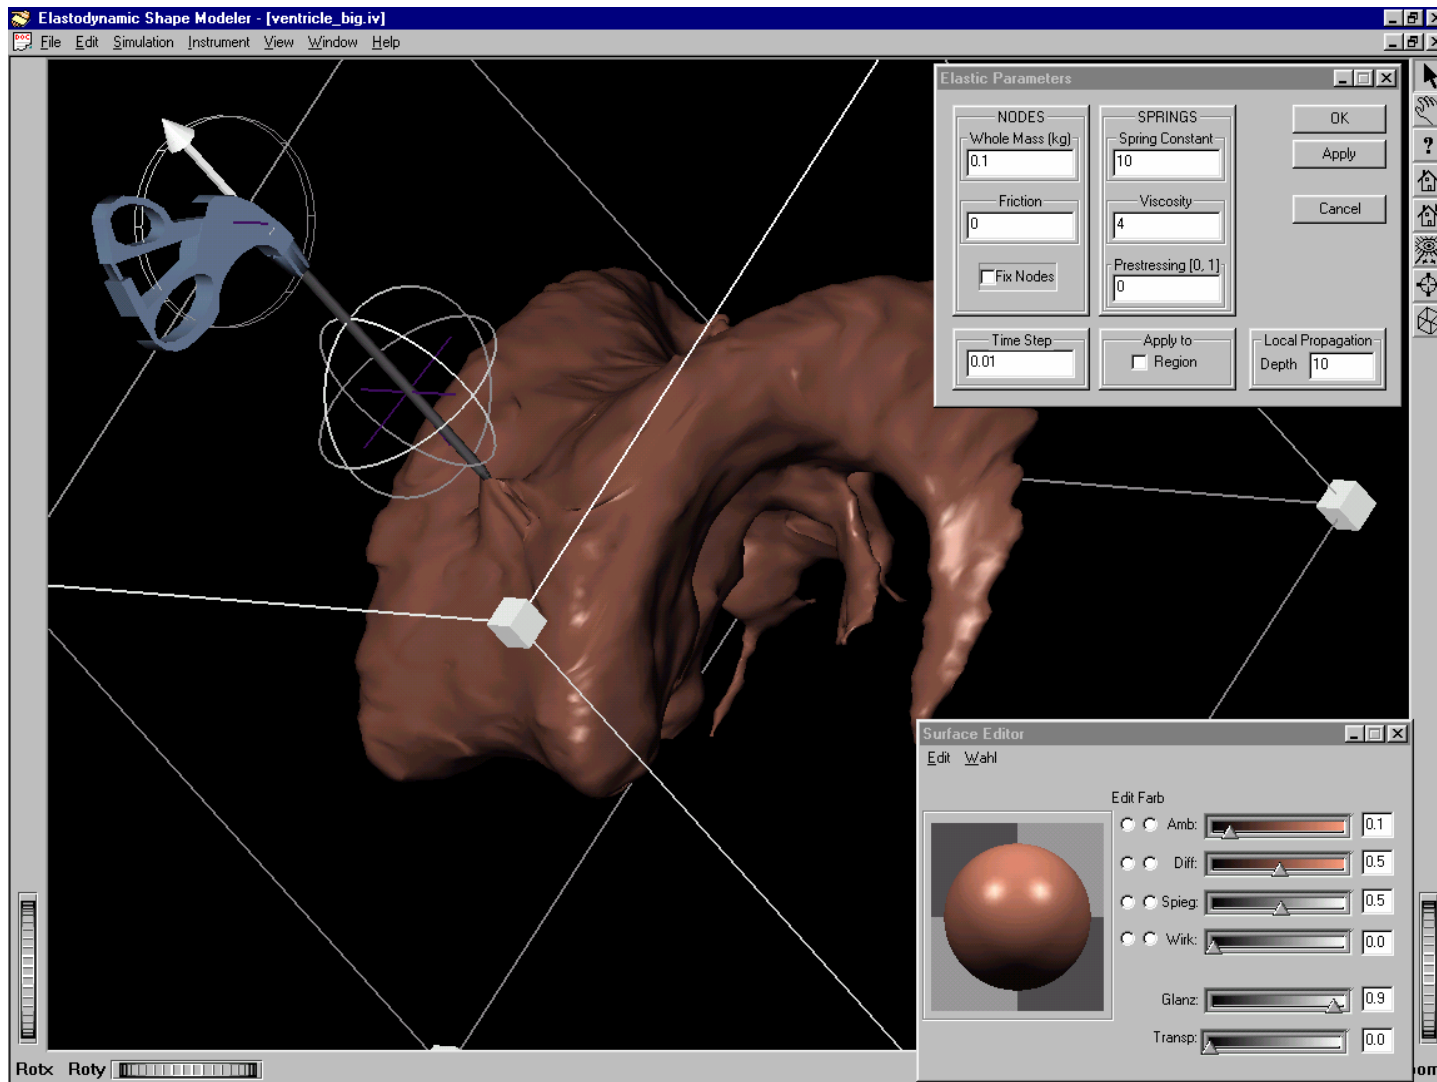 Elastodynamic Shape Modeler - [ventricle_big.iv]
File Edit Simulation Instrument View Window Help
Elastic Parameters
NODES SPRINGS OK
Whole Mass (kg) Spring Constant
0.1 10 Apply
Friction Viscosity Cancel
0 4
Fix Nodes Prestressing [0, 1]
0
Time Step Apply to Local Propagation
0.01 Region Depth 10
Surface Editor
Edit Wahl
Edit Farb
Amb: 0.1
Diff: 0.5
Spieg: 0.5
Wirk: 0.0
Glanz: 0.9
Transp: 0.0
Rotx Roty